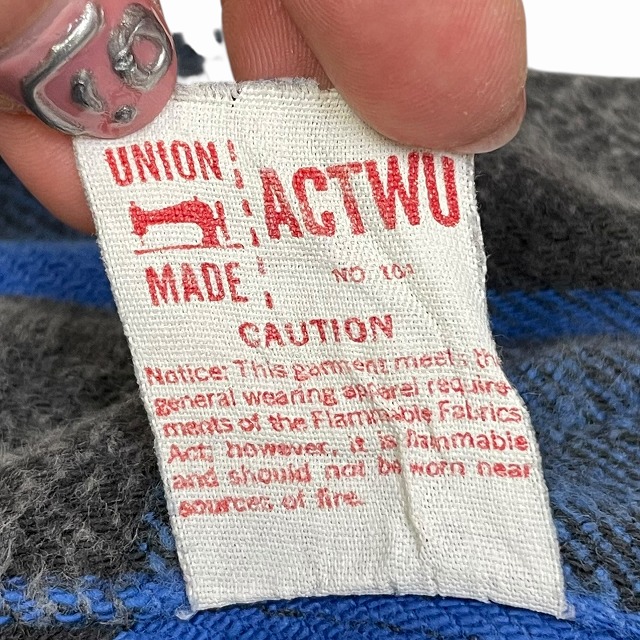 UNION
MADE
ACTWU
NO
CAUTION
Notice: This garment meets the
general wearing apparel require-
ments of the Flammable Fabrics
Act; however, it is flammable
and should not be worn near
sources of fire.